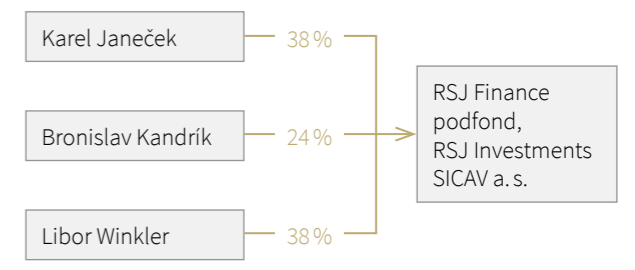 Karel Janeček
38 %
Bronislav Kandrík
24 %
Libor Winkler
38 %
RSJ Finance
podfond,
RSJ Investments
SICAV a. s.